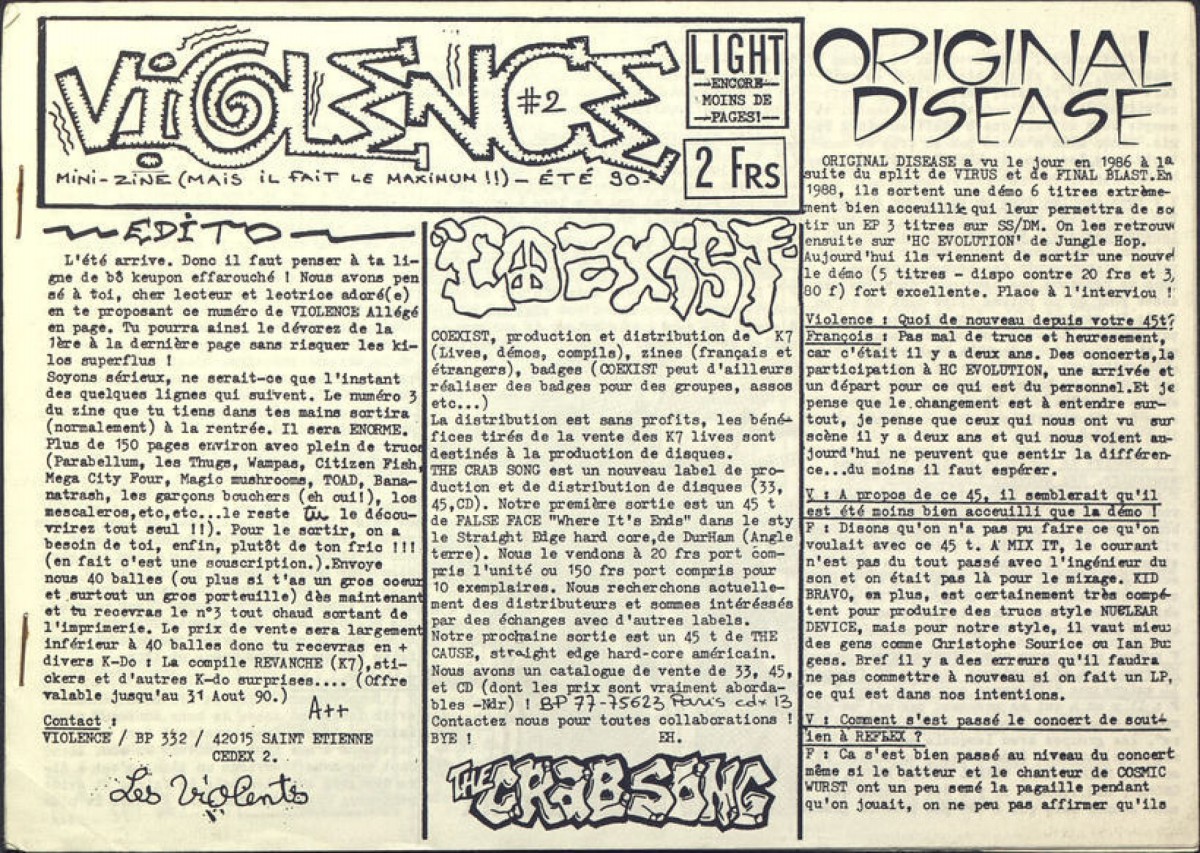 VIOLENCE
#2
MINI-ZINE (MAIS IL FAIT LE MAXIMUM !!) - ÉTÉ 90-
LIGHT
ENCORE
MOINS DE
PAGES!
2 FRS
EDITO
L'été arrive. Donc il faut penser à ta li-
gne de bô keupon effarouché ! Nous avons pen
sé à toi, cher lecteur et lectrice adoré(e)
en te proposant ce numéro de VIOLENCE Allégé
en page. Tu pourra ainsi le dévorez de la
1ère à la dernière page sans risquer les ki-
los superflus !
Soyons sérieux, ne serait-ce que l'instant
des quelques lignes qui suivent. Le numéro 3
du zine que tu tiens dans tes mains sortira
(normalement) à la rentrée. Il sera ENORME.
Plus de 150 pages environ avec plein de trucs
(Parabellum, les Thugs, Wampas, Citizen Fish,
Mega City Four, Magic mushrooms, TOAD, Bana-
natrash, les garçons bouchers (eh oui!), los
mescaleros,etc,etc...le reste tu le décou-
vrirez tout seul !!). Pour le sortir, on a
besoin de toi, enfin, plutôt de ton fric !!!
(en fait c'est une souscription.).Envoye
nous 40 balles (ou plus si t'as un gros coeur
et surtout un gros porteuille) dès maintenant
et tu recevras le n°3 tout chaud sortant de
l'imprimerie. Le prix de vente sera largement
inférieur à 40 balles donc tu recevras en +
divers K-Do : La compile REVANCHE (K7),sti-
ckers et d'autres K-do surprises.... (Offre
valable jusqu'au 31 Aout 90.)
A++
Contact :
VIOLENCE / BP 332 / 42015 SAINT ETIENNE
CEDEX 2.
Les Violents
COEXIST
COEXIST, production et distribution de K7
(Lives, démos, compils), zines (français et
étrangers), badges (COEXIST peut d'ailleurs
réaliser des badges pour des groupes, assos
etc...)
La distribution est sans profits, les béné-
fices tirés de la vente des K7 lives sont
destinés à la production de disques.
THE CRAB SONG est un nouveau label de pro-
duction et de distribution de disques (33,
45,CD). Notre première sortie est un 45 t
de FALSE FACE "Where It's Ends" dans le sty
le Straight Edge hard core,de DurHam (Angle
terre). Nous le vendons à 20 frs port com-
pris l'unité ou 150 frs port compris pour
10 exemplaires. Nous recherchons actuelle-
ment des distributeurs et sommes intéréssés
par des échanges avec d'autres labels.
Notre prochaine sortie est un 45 t de THE
CAUSE, straight edge hard-core américain.
Nous avons un catalogue de vente de 33, 45,
et CD (dont les prix sont vraiment aborda-
bles -Ndr) ! BP 77-75623 Paris cdx 13
Contactez nous pour toutes collaborations !
BYE ! EH.
THE CRAB SONG
ORIGINAL
DISEASE
ORIGINAL DISEASE a vu le jour en 1986 à la
suite du split de VIRUS et de FINAL BLAST.En
1988, ils sortent une démo 6 titres extrême-
ment bien acceuillie qui leur permettra de so
tir un EP 3 titres sur SS/DM. On les retrouv
ensuite sur 'HC EVOLUTION' de Jungle Hop.
Aujourd'hui ils viennent de sortir une nouvel
le démo (5 titres - dispo contre 20 frs et 3,
80 f) fort excellente. Place à l'interviou !
Violence : Quoi de nouveau depuis votre 45t?
François : Pas mal de trucs et heuresement,
car c'était il y a deux ans. Des concerts,la
participation à HC EVOLUTION, une arrivée et
un départ pour ce qui est du personnel.Et je
pense que le changement est à entendre sur-
tout, je pense que ceux qui nous ont vu sur
scène il y a deux ans et qui nous voient au-
jourd'hui ne peuvent que sentir la différen-
ce...du moins il faut espérer.
V : A propos de ce 45, il semblerait qu'il
est été moins bien acceuilli que la démo !
F : Disons qu'on n'a pas pu faire ce qu'on
voulait avec ce 45 t. A MIX IT, le courant
n'est pas du tout passé avec l'ingénieur du
son et on était pas là pour le mixage. KID
BRAVO, en plus, est certainement très compé-
tent pour produire des trucs style NUCLEAR
DEVICE, mais pour notre style, il vaut mieux
des gens comme Christophe Sourice ou Ian Bur
gess. Bref il y a des erreurs qu'il faudra
ne pas commettre à nouveau si on fait un LP,
ce qui est dans nos intentions.
V : Comment s'est passé le concert de sout-
ien à REFLEX ?
F : Ca s'est bien passé au niveau du concert
même si le batteur et le chanteur de COSMIC
WURST ont un peu semé la pagaille pendant
qu'on jouait, on ne peu pas affirmer qu'ils